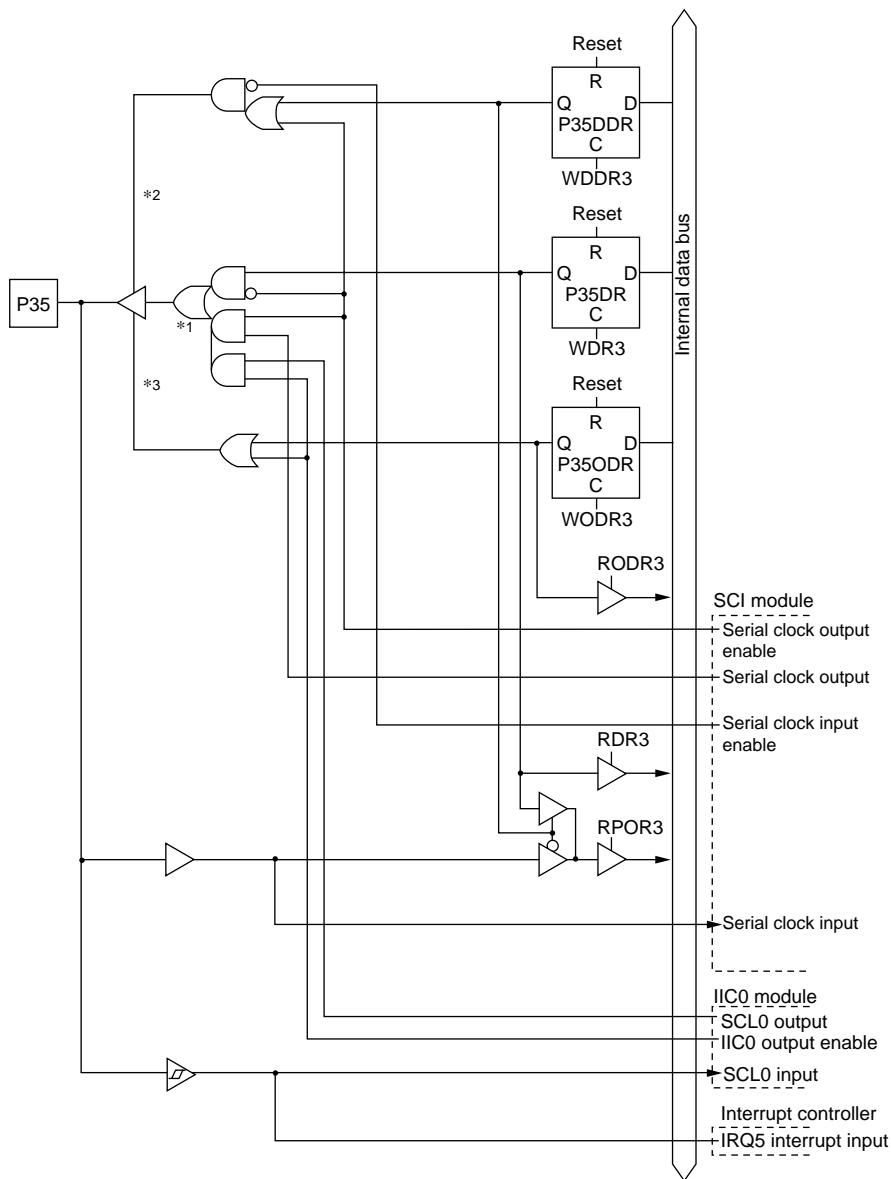 Reset
R
Q D
P35DDR
C
WDDR3
*2
Reset
R
Q D
P35DR
C
WDR3
P35
*1
*3
Internal data bus
Reset
R
Q D
P35ODR
C
WODR3
RODR3
SCI module
Serial clock output
enable
Serial clock output
Serial clock input
enable
RDR3
RPOR3
Serial clock input
IIC0 module
SCL0 output
IIC0 output enable
SCL0 input
Interrupt controller
IRQ5 interrupt input